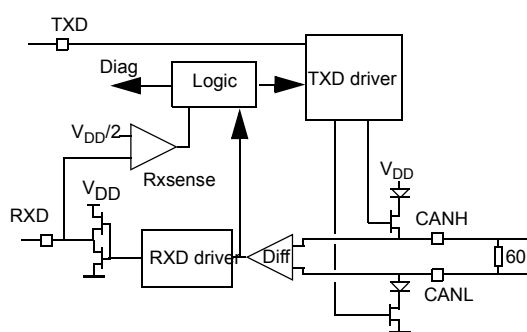 TXD
Diag
Logic
TXD driver
VDD/2
Rxsense
VDD
VDD
RXD
CANH
RXD driver
Diff
60
CANL